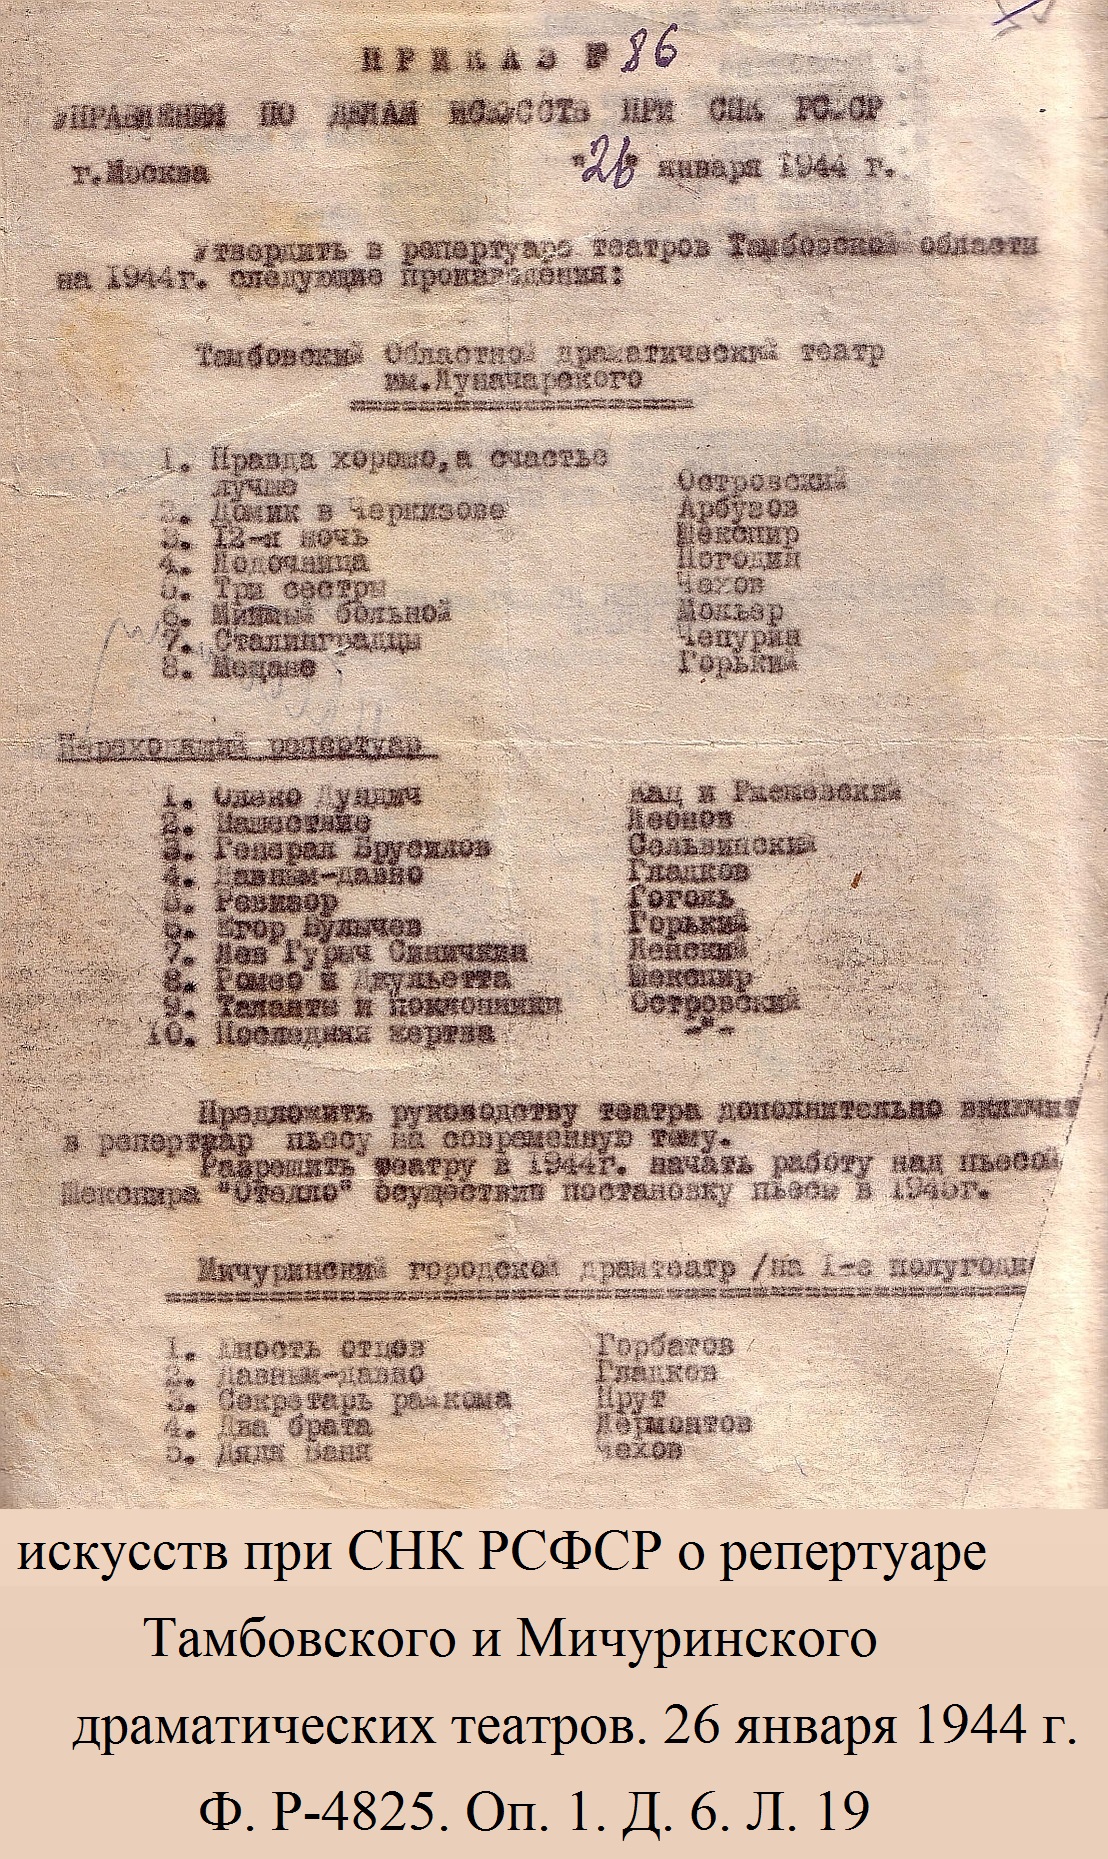 ПРИКАЗ № 86
УПРАВЛЕНИЯ ПО ДЕЛАМ ИСКУССТВ ПРИ СНК РСФСР
г.Москва "26" января 1944 г.
Утвердить в репертуаре театров Тамбовской области
на 1944г. следующие произведения:
Тамбовский Областной драматический театр
им.Луначарского
1. Правда хорошо,а счастье
лучше Островский
2. Домик в Черкизове Арбузов
3. 12-я ночь Шекспир
4. Лодочница Погодин
5. Три сестры Чехов
6. Мнимый больной Мольер
7. Сталинградцы Чепурин
8. Мещане Горький
Переходящий репертуар
1. Олеко Дундич Кац и Ржешевский
2. Нашествие Леонов
3. Генерал Брусилов Сельвинский
4. Давным-давно Гладков
5. Ревизор Гоголь
6. Егор Булычев Горький
7. Лев Гурыч Синичкин Ленский
8. Ромео и Джульетта Шекспир
9. Таланты и поклонники Островский
10. Последняя жертва -"-
Предложить руководству театра дополнительно включит
в репертуар пьесу на современную тему.
Разрешить театру в 1944г. начать работу над пьесой
Шекспира "Отелло" осуществив постановку пьесы в 1945г.
Мичуринский городской драмтеатр /на 1-е полугоди
1. Юность отцов Горбатов
2. Давным-давно Гладков
3. Секретарь райкома Крут
4. Два брата Лермонтов
5. Дядя Ваня Чехов
искусств при СНК РСФСР о репертуаре
Тамбовского и Мичуринского
драматических театров. 26 января 1944 г.
Ф. Р-4825. Оп. 1. Д. 6. Л. 19